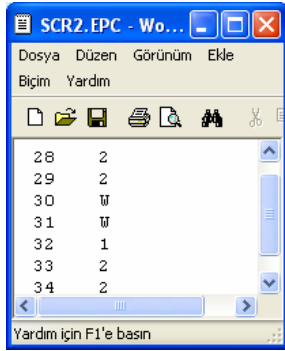 SCR2.EPC - Wo...
Dosya Düzen Görünüm Ekle
Biçim Yardım
28 2
29 2
30 W
31 W
32 1
33 2
34 2
Yardım için F1'e basın